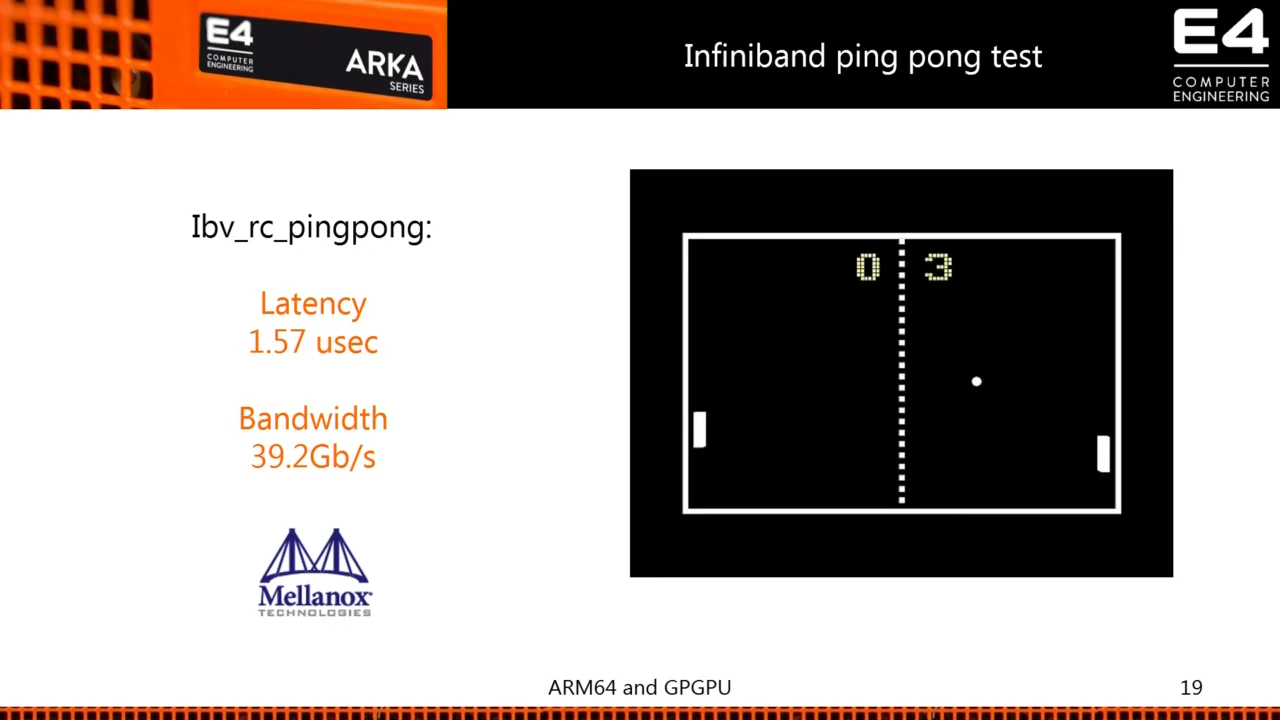 E4
COMPUTER
ENGINEERING
ARKA
SERIES
Infiniband ping pong test
E4
COMPUTER
ENGINEERING
Ibv_rc_pingpong:
Latency
1.57 usec
Bandwidth
39.2Gb/s
0 3
Mellanox
TECHNOLOGIES
ARM64 and GPGPU
19